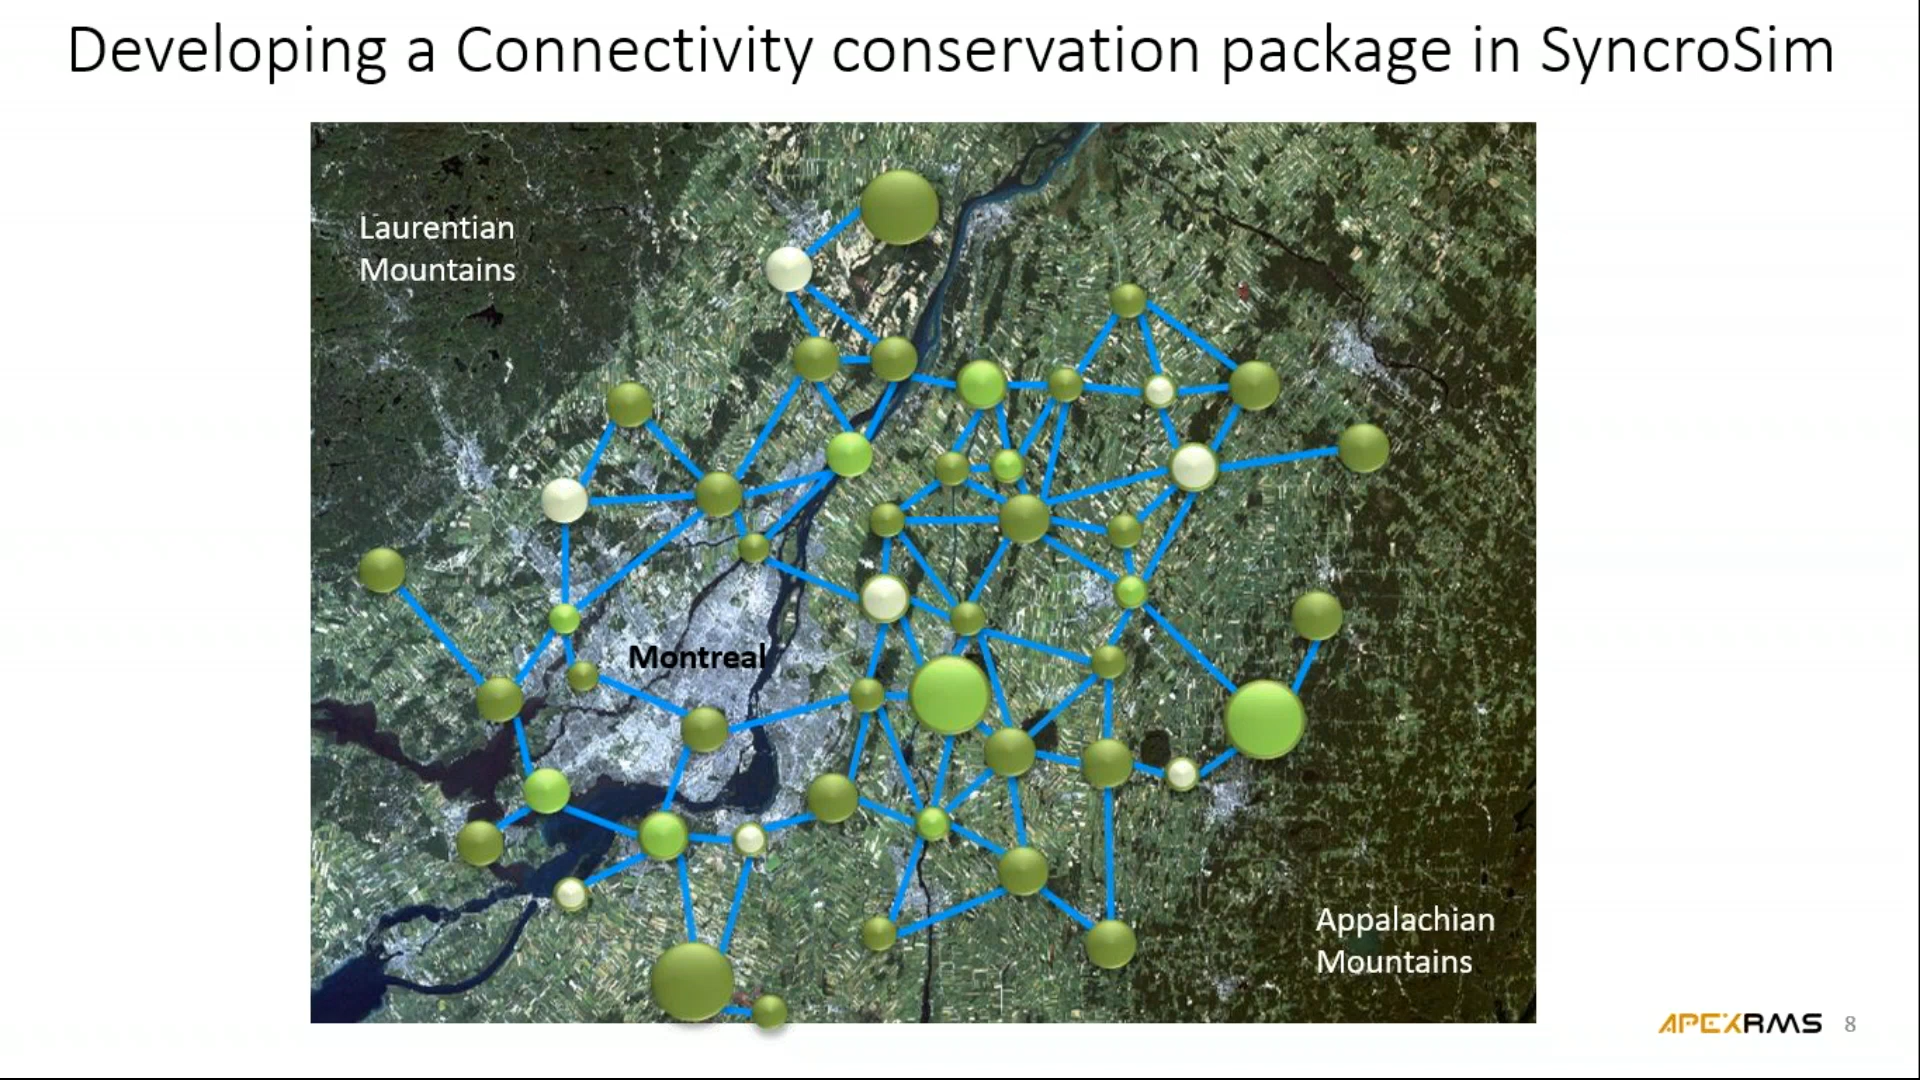 Developing a Connectivity conservation package in SyncroSim
Laurentian
Mountains
Montreal
Appalachian
Mountains
APEXRMS 8